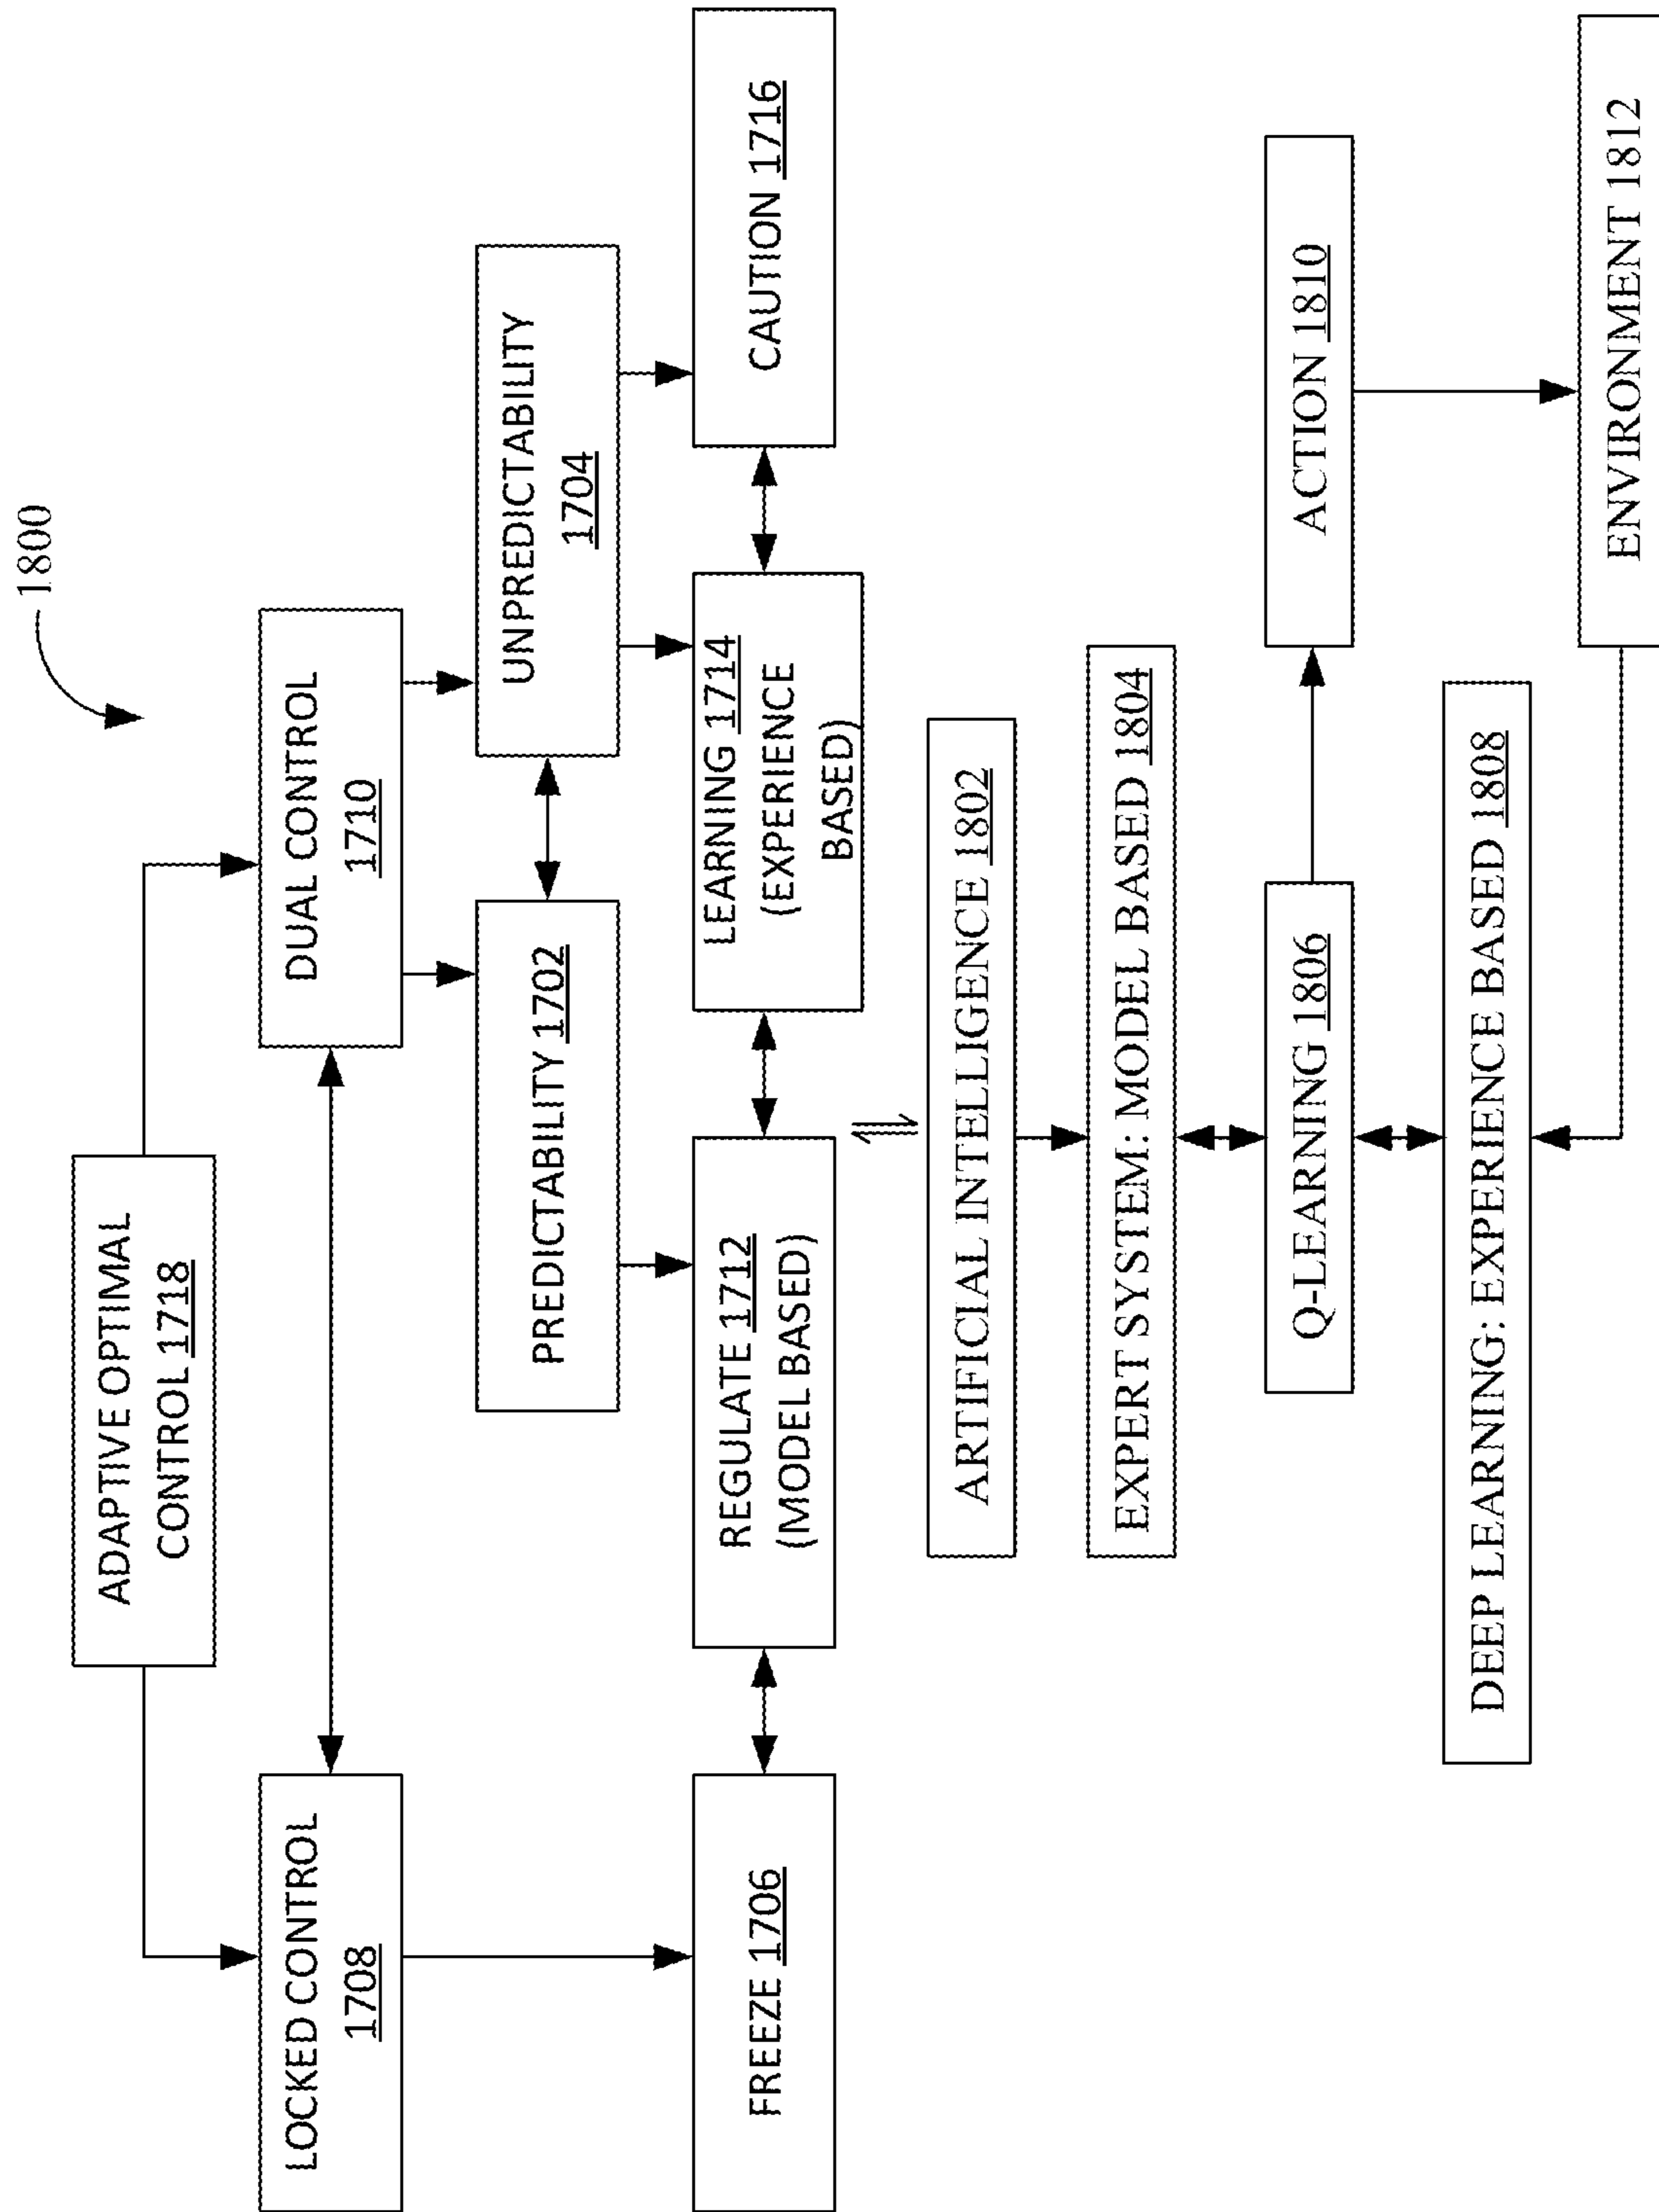 1800
ADAPTIVE OPTIMAL
CONTROL 1718
LOCKED CONTROL
1708
DUAL CONTROL
1710
PREDICTABILITY 1702
UNPREDICTABILITY
1704
FREEZE 1706
REGULATE 1712
(MODEL BASED)
LEARNING 1714
(EXPERIENCE
BASED)
CAUTION 1716
ARTIFICIAL INTELLIGENCE 1802
EXPERT SYSTEM: MODEL BASED 1804
Q-LEARNING 1806
ACTION 1810
DEEP LEARNING: EXPERIENCE BASED 1808
ENVIRONMENT 1812